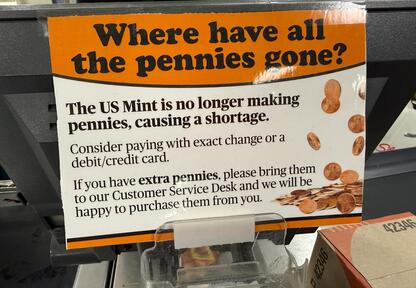 Where have all
the pennies gone?
The US Mint is no longer making
pennies, causing a shortage.
Consider paying with exact change or a
debit/credit card.
If you have extra pennies, please bring them
to our Customer Service Desk and we will be
happy to purchase them from you.
42346
42346